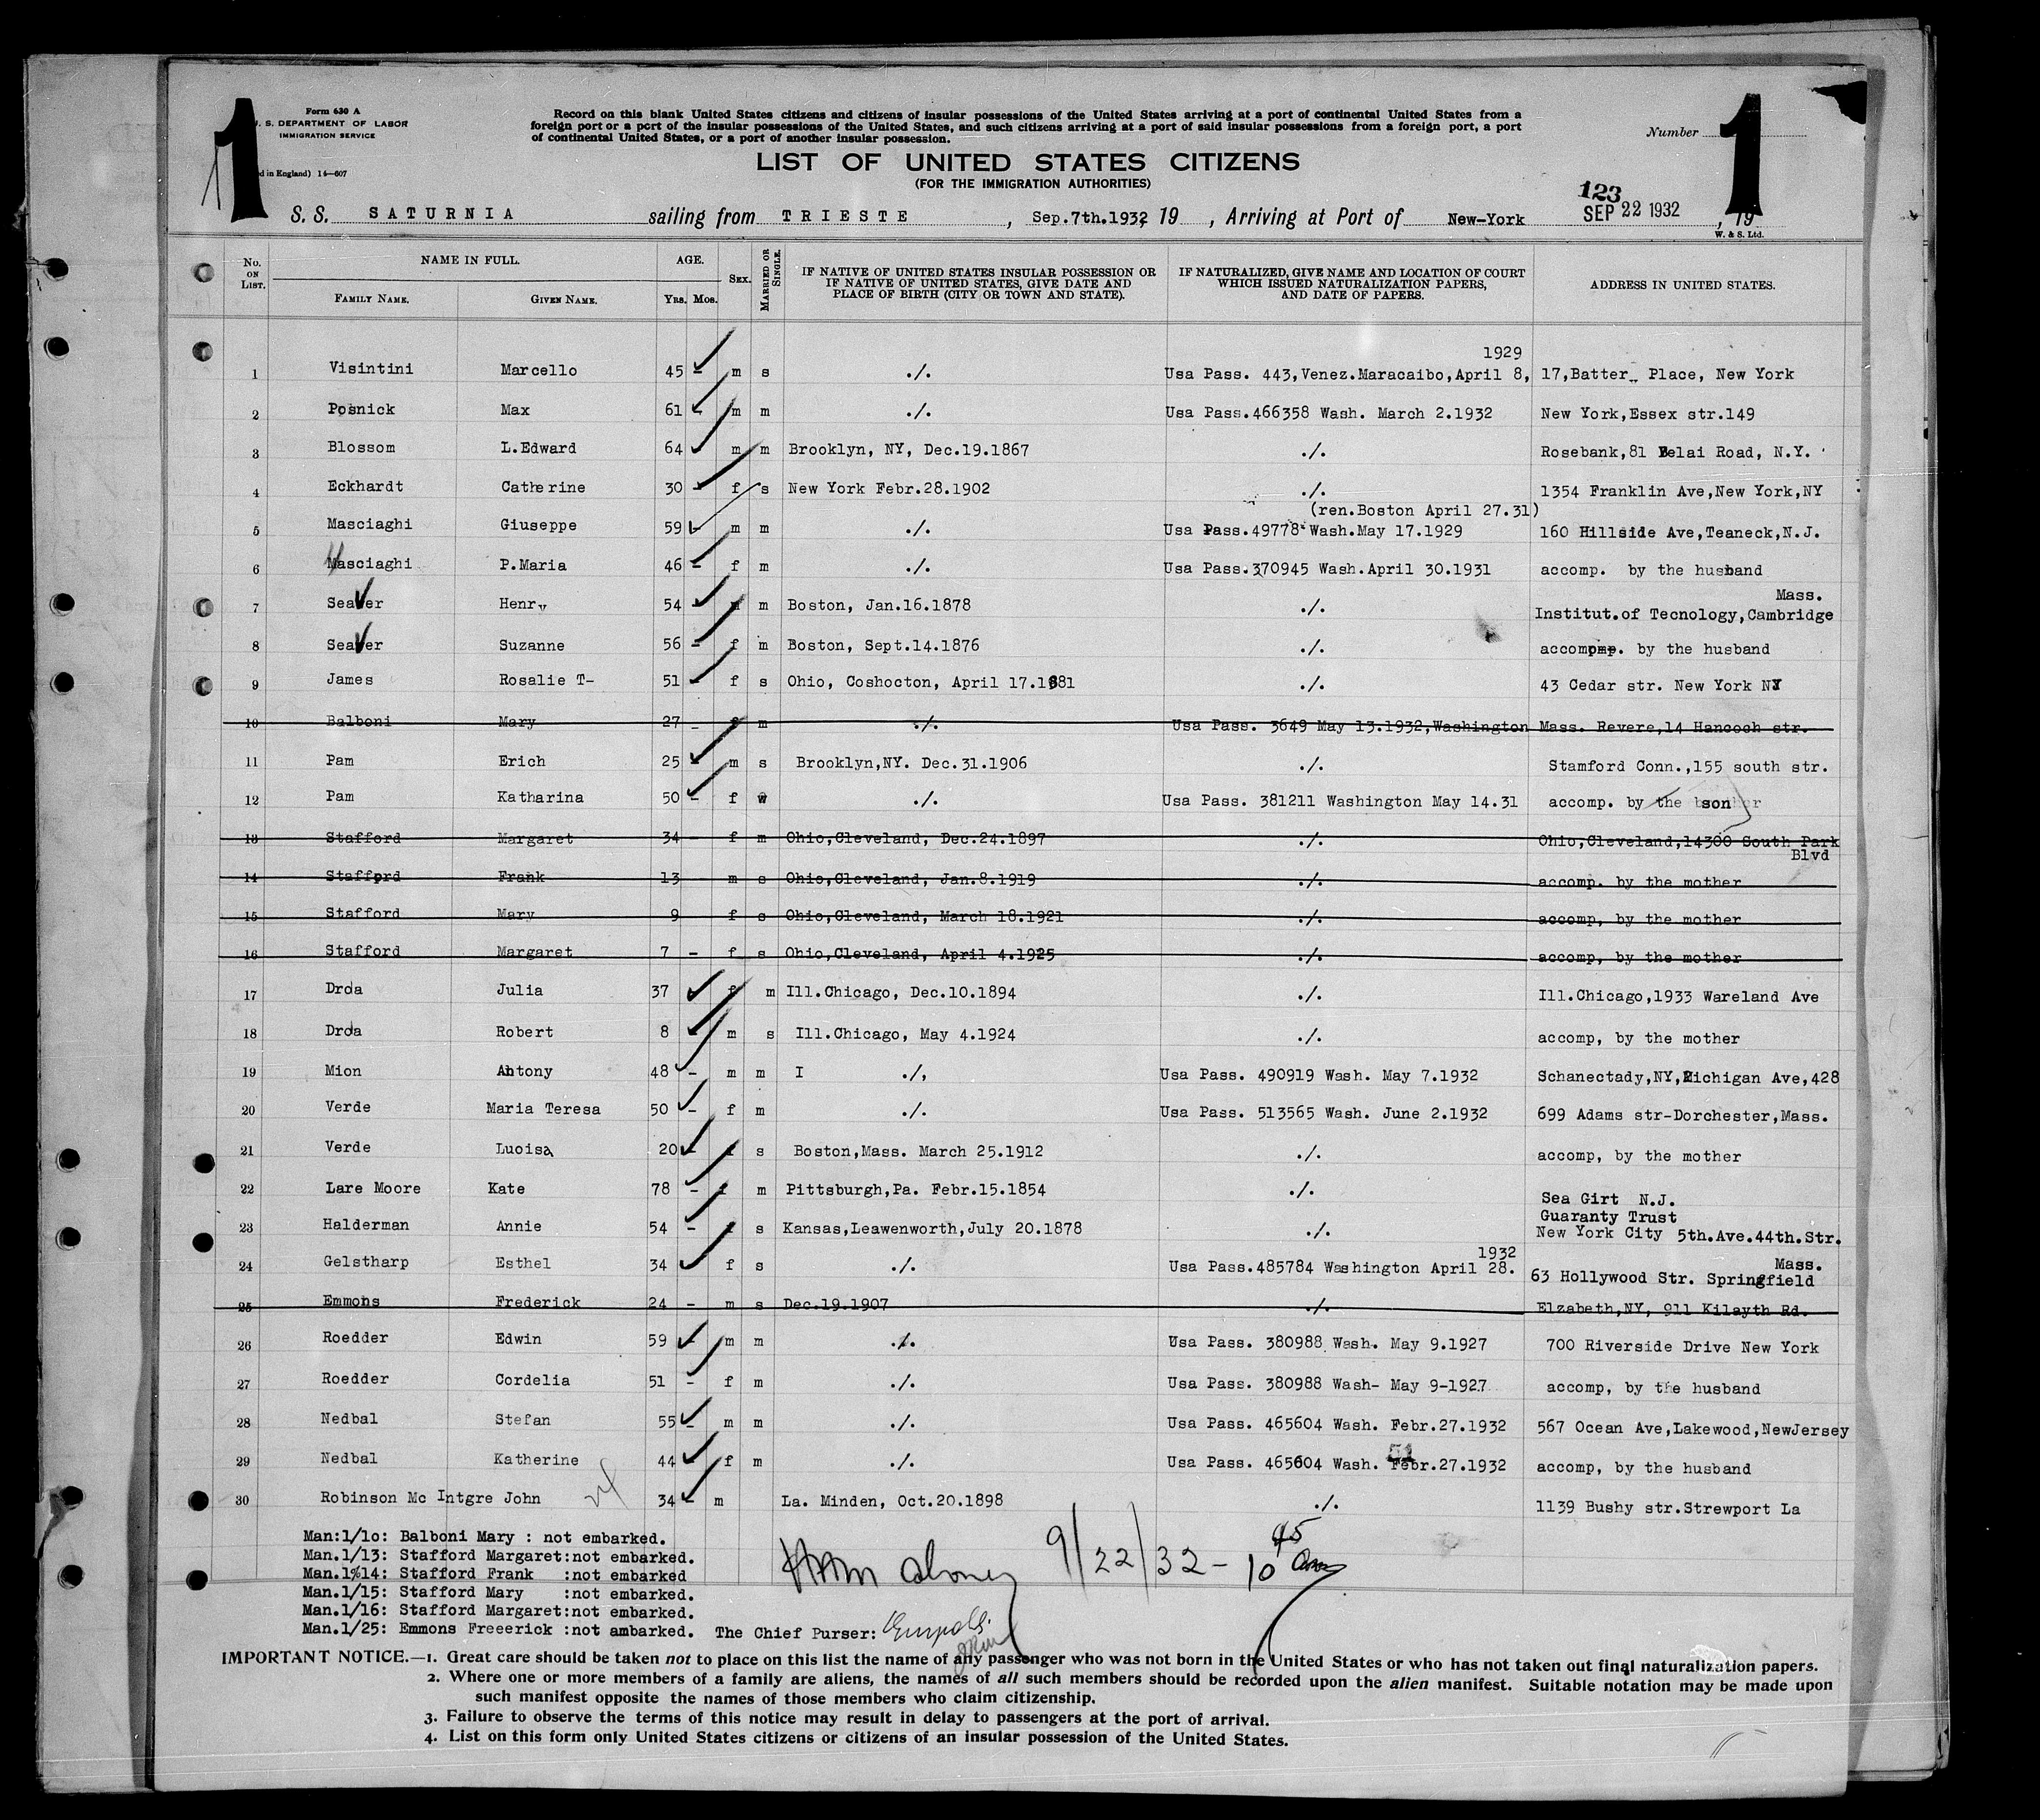 1
Form 630 A
U. S. DEPARTMENT OF LABOR
IMMIGRATION SERVICE
d in England) 14—607
Record on this blank United States citizens and citizens of insular possessions of the United States arriving at a port of continental United States from a
foreign port or a port of the insular possessions of the United States, and such citizens arriving at a port of said insular possessions from a foreign port, a port
of continental United States, or a port of another insular possession.
Number 1
LIST OF UNITED STATES CITIZENS
(FOR THE IMMIGRATION AUTHORITIES)
123
S. S. SATURNIA sailing from TRIESTE, Sep.7th.1932, 19 , Arriving at Port of New-York SEP 22 1932, 19
W. & S. Ltd.
No. ON LIST. NAME IN FULL. FAMILY NAME. GIVEN NAME. AGE. Yrs. Mos. SEX. MARRIED OR SINGLE. IF NATIVE OF UNITED STATES INSULAR POSSESSION OR IF NATIVE OF UNITED STATES, GIVE DATE AND PLACE OF BIRTH (CITY OR TOWN AND STATE). IF NATURALIZED, GIVE NAME AND LOCATION OF COURT WHICH ISSUED NATURALIZATION PAPERS, AND DATE OF PAPERS. ADDRESS IN UNITED STATES.
1929
1 Visintini Marcello 45 - m s ./. Usa Pass. 443,Venez.Maracaibo,April 8, 17,Batter Place, New York
2 Posnick Max 61 - m m ./. Usa Pass.466358 Wash. March 2.1932 New York,Essex str.149
3 Blossom L.Edward 64 m m Brooklyn, NY, Dec.19.1867 ./. Rosebank,81 Belai Road, N.Y.
4 Eckhardt Catherine 30 - f s New York Febr.28.1902 ./. 1354 Franklin Ave,New York,NY
(ren.Boston April 27.31)
5 Masciaghi Giuseppe 59 - m m ./. Usa Pass.49778 Wash.May 17.1929 160 Hillside Ave,Teaneck,N.J.
6 Masciaghi P.Maria 46 - f m ./. Usa Pass.370945 Wash.April 30.1931 accomp. by the husband
Mass.
7 Seaver Henry 54 - m m Boston, Jan.16.1878 ./. Institut.of Tecnology,Cambridge
8 Seaver Suzanne 56 - f m Boston, Sept.14.1876 ./. accompmp. by the husband
9 James Rosalie T- 51 - f s Ohio, Coshocton, April 17.1881 ./. 43 Cedar str. New York NY
10 Balboni Mary 27 - f m ./. Usa Pass. 3649 May 13.1932,Washington Mass. Revere,14 Hancoch str.
11 Pam Erich 25 - m s Brooklyn,NY. Dec.31.1906 ./. Stamford Conn.,155 south str.
12 Pam Katharina 50 - f w ./. Usa Pass. 381211 Washington May 14.31 accomp. by the son
13 Stafford Margaret 34 - f m Ohio,Cleveland, Dec.24.1897 ./. Ohio,Cleveland,14300 South Park
Blvd
14 Stafford Frank 13 m s Ohio,Cleveland, Jan.8.1919 ./. accomp. by the mother
15 Stafford Mary 9 f s Ohio,Cleveland, March 18.1921 ./. accomp, by the mother
16 Stafford Margaret 7 - f s Ohio,Cleveland, April 4.1925 ./. accomp, by the mother
17 Drda Julia 37 - f m Ill.Chicago, Dec.10.1894 ./. Ill.Chicago,1933 Wareland Ave
18 Drda Robert 8 - m s Ill.Chicago, May 4.1924 ./. accomp, by the mother
19 Mion Antony 48 - m m I ./, Usa Pass. 490919 Wash. May 7.1932 Schanectady,NY,Michigan Ave,428
20 Verde Maria Teresa 50 - f m ./. Usa Pass. 513565 Wash. June 2.1932 699 Adams str-Dorchester,Mass.
21 Verde Luoisa 20 - f s Boston,Mass. March 25.1912 ./. accomp, by the mother
22 Lare Moore Kate 78 - f m Pittsburgh,Pa. Febr.15.1854 ./. Sea Girt N.J.
Guaranty Trust
23 Halderman Annie 54 - f s Kansas,Leawenworth,July 20.1878 ./. New York City 5th.Ave.44th.Str.
1932 Mass.
24 Gelstharp Esthel 34 - f s ./. Usa Pass.485784 Washington April 28. 63 Hollywood Str. Springfield
25 Emmons Frederick 24 - m s Dec.19.1907 ./. Elzabeth,NY, 911 Kilsyth Rd.
26 Roedder Edwin 59 - m m ./. Usa Pass. 380988 Wash. May 9.1927 700 Riverside Drive New York
27 Roedder Cordelia 51 - f m ./. Usa Pass. 380988 Wash- May 9-1927 accomp, by the husband
28 Nedbal Stefan 55 - m m ./. Usa Pass. 465604 Wash. Febr.27.1932 567 Ocean Ave,Lakewood,NewJersey
51
29 Nedbal Katherine 44 - f m ./. Usa Pass. 465604 Wash. Febr.27.1932 accomp, by the husband
30 Robinson Mc Intgre John 34 - m La. Minden, Oct.20.1898 ./. 1139 Bushy str.Strewport La
Man:1/10: Balboni Mary : not embarked.
Man.1/13: Stafford Margaret:not embarked.
Man.1%14: Stafford Frank :not embarked
Man.1/15: Stafford Mary :not embarked.
Man.1/16: Stafford Margaret:not embarked.
Man.1/25: Emmons Freeerick :not ambarked. The Chief Purser:
9/22/32 - 10 45 am
IMPORTANT NOTICE.—1. Great care should be taken not to place on this list the name of any passenger who was not born in the United States or who has not taken out final naturalization papers.
2. Where one or more members of a family are aliens, the names of all such members should be recorded upon the alien manifest. Suitable notation may be made upon
such manifest opposite the names of those members who claim citizenship.
3. Failure to observe the terms of this notice may result in delay to passengers at the port of arrival.
4. List on this form only United States citizens or citizens of an insular possession of the United States.